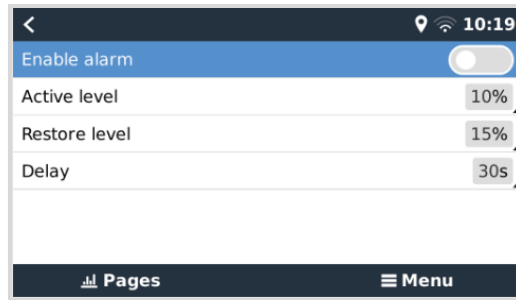 10:19
Enable alarm
Active level 10%
Restore level 15%
Delay 30s
Pages Menu